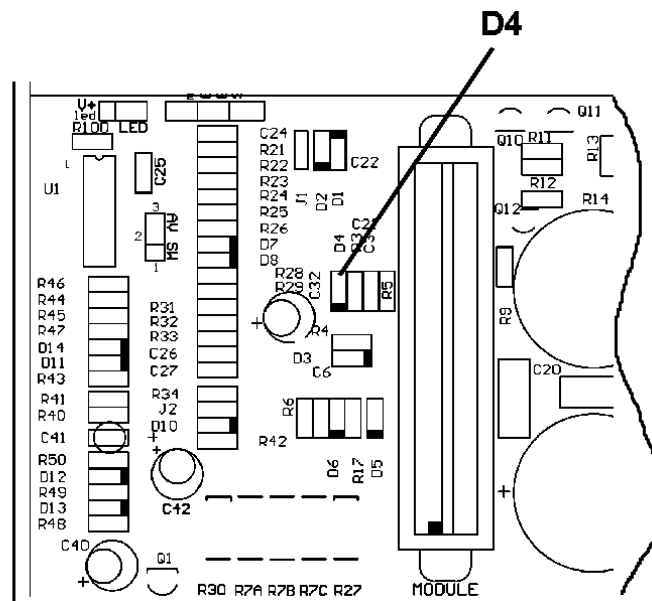 D4
V+
led
LED
R100
1
U1
C25
3
2
1
MS
C24
R21
R22
R23
R24
R25
R26
D7
D8
J1
D2
D1
C22
D4
R28
R29
C32
R5
R4
D3
C6
R46
R44
R45
R47
D14
D11
R43
R41
R40
C41
R50
D12
R49
D13
R48
C40
R31
R32
R33
C26
C27
R34
J2
D10
R42
R6
D6
R17
D5
C42
Q1
R30 R7A R7B R7C R27
MODULE
Q11
Q10
R11
R13
R12
Q12
R14
R9
C20
+